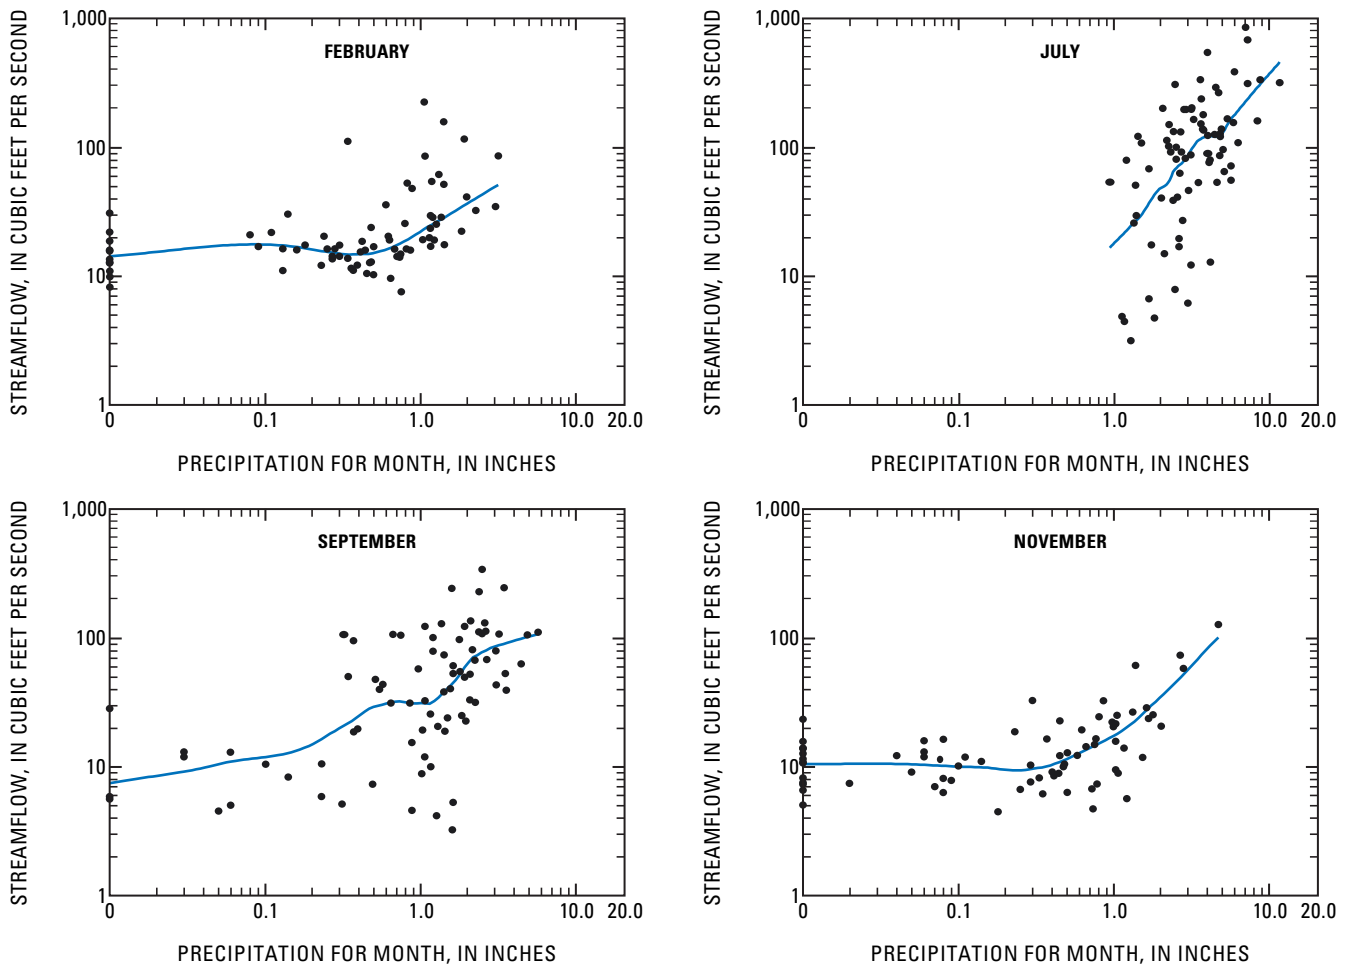 STREAMFLOW, IN CUBIC FEET PER SECOND
1,000
100
10
1
FEBRUARY
0 0.1 1.0 10.0 20.0
PRECIPITATION FOR MONTH, IN INCHES
STREAMFLOW, IN CUBIC FEET PER SECOND
1,000
100
10
1
JULY
0 0.1 1.0 10.0 20.0
PRECIPITATION FOR MONTH, IN INCHES
STREAMFLOW, IN CUBIC FEET PER SECOND
1,000
100
10
1
SEPTEMBER
0 0.1 1.0 10.0 20.0
PRECIPITATION FOR MONTH, IN INCHES
STREAMFLOW, IN CUBIC FEET PER SECOND
1,000
100
10
1
NOVEMBER
0 0.1 1.0 10.0 20.0
PRECIPITATION FOR MONTH, IN INCHES